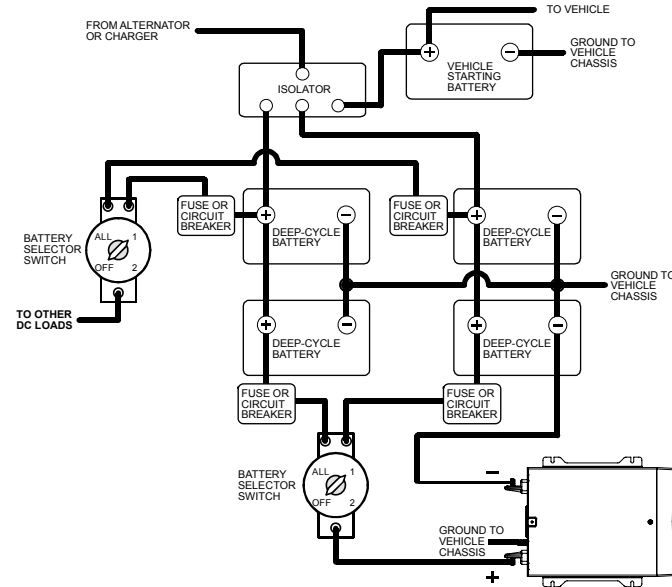 FROM ALTERNATOR
OR CHARGER
TO VEHICLE
GROUND TO
VEHICLE
CHASSIS
+
−
VEHICLE
STARTING
BATTERY
ISOLATOR
FUSE OR
CIRCUIT
BREAKER
+
−
DEEP-CYCLE
BATTERY
FUSE OR
CIRCUIT
BREAKER
+
−
DEEP-CYCLE
BATTERY
BATTERY
SELECTOR
SWITCH
ALL 1
OFF 2
TO OTHER
DC LOADS
GROUND TO
VEHICLE
CHASSIS
+
−
DEEP-CYCLE
BATTERY
+
−
DEEP-CYCLE
BATTERY
FUSE OR
CIRCUIT
BREAKER
FUSE OR
CIRCUIT
BREAKER
BATTERY
SELECTOR
SWITCH
ALL 1
OFF 2
−
GROUND TO
VEHICLE
CHASSIS
+